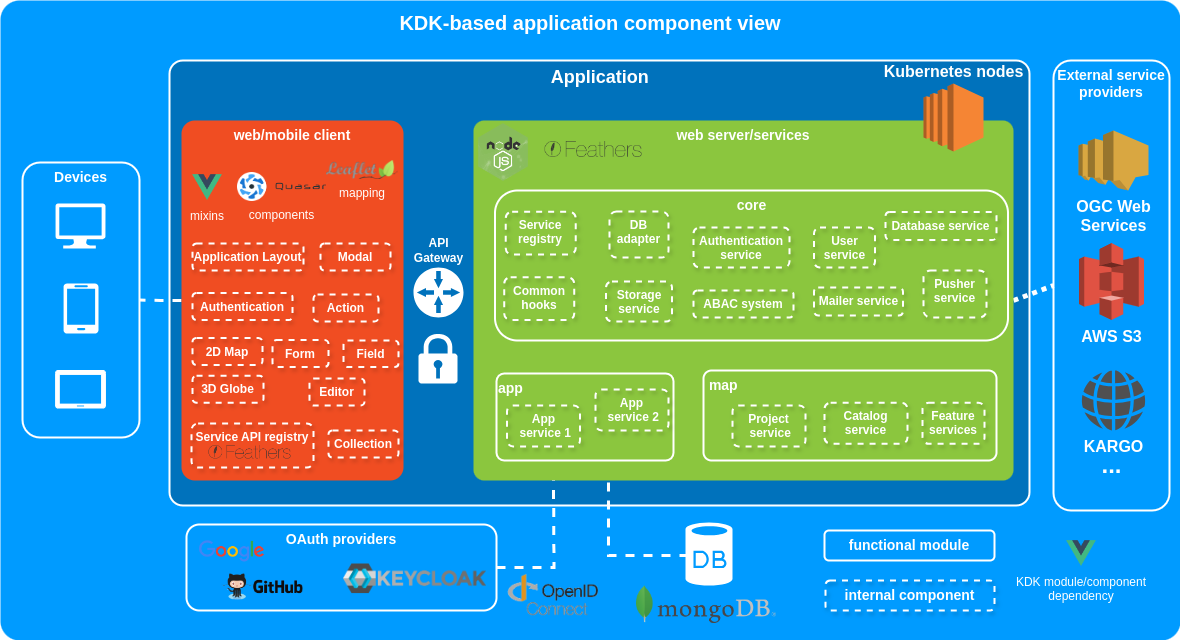 KDK-based application component view
Application
Kubernetes nodes
External service
providers
OGC Web
Services
AWS S3
KARGO
...
Devices
web/mobile client
Leaflet
Quasar
mapping
mixins
components
Application Layout
Modal
Authentication
Action
2D Map
Form
Field
3D Globe
Editor
Service API registry
Feathers
Collection
API
Gateway
web server/services
node
JS
Feathers
core
Service
registry
DB
adapter
Authentication
service
User
service
Database service
Common
hooks
Storage
service
ABAC system
Mailer service
Pusher
service
app
App
service 1
App
service 2
map
Project
service
Catalog
service
Feature
services
OAuth providers
Google
GitHub
KEYCLOAK
OpenID
Connect
DB
mongoDB.
functional module
internal component
KDK module/component
dependency